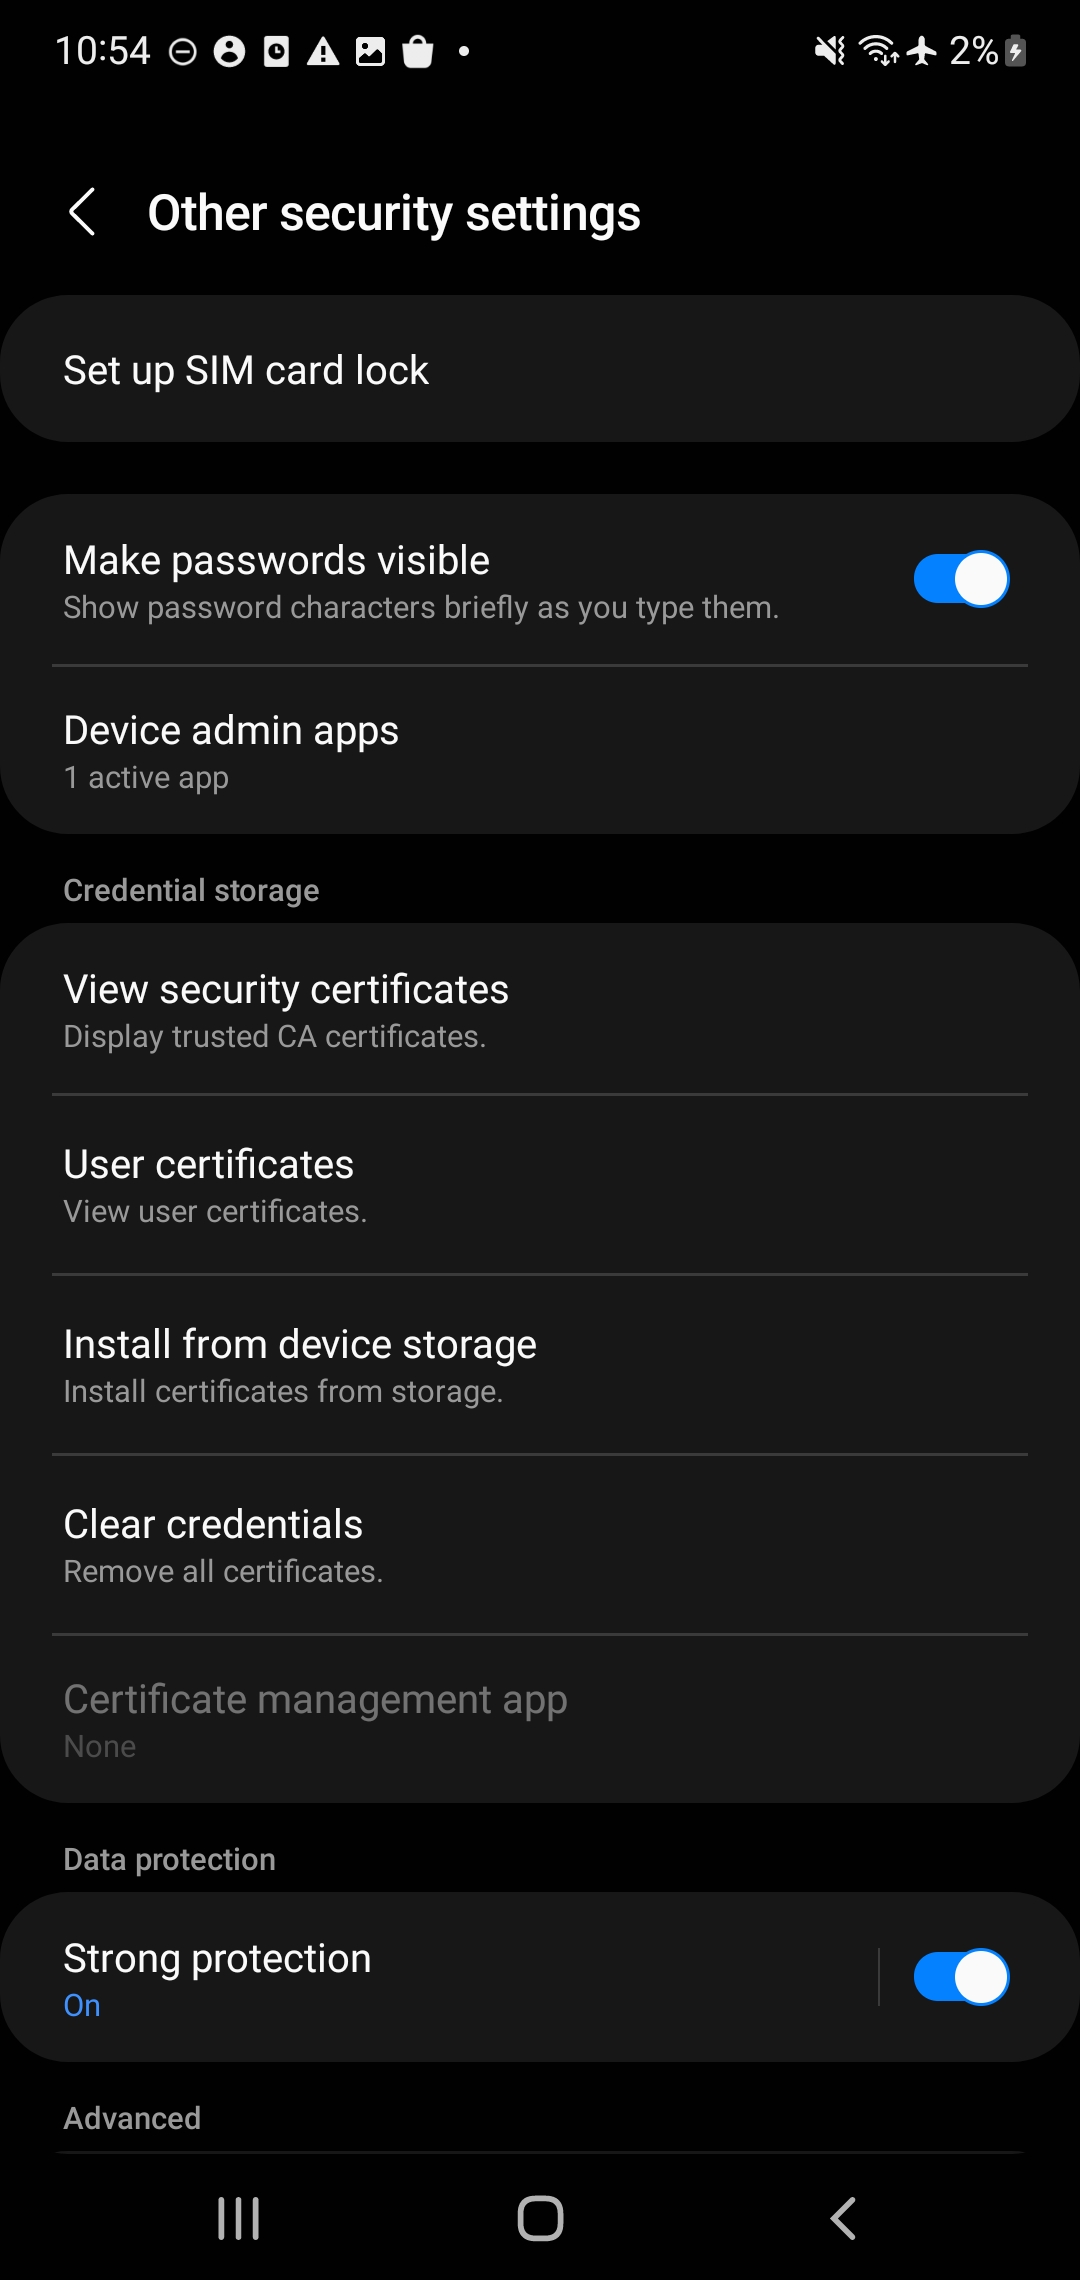 10:54
2%
Other security settings
Set up SIM card lock
Make passwords visible
Show password characters briefly as you type them.
Device admin apps
1 active app
Credential storage
View security certificates
Display trusted CA certificates.
User certificates
View user certificates.
Install from device storage
Install certificates from storage.
Clear credentials
Remove all certificates.
Certificate management app
None
Data protection
Strong protection
On
Advanced